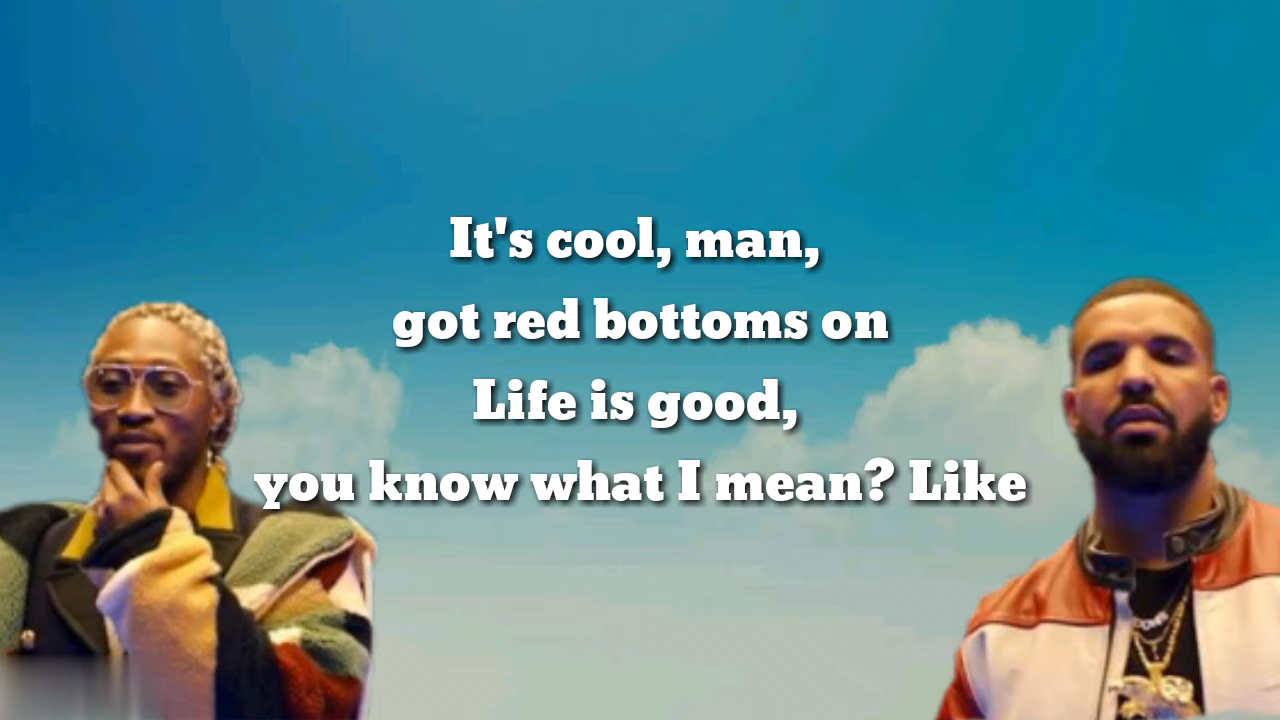 It's cool, man,
got red bottoms on
Life is good,
you know what I mean? Like